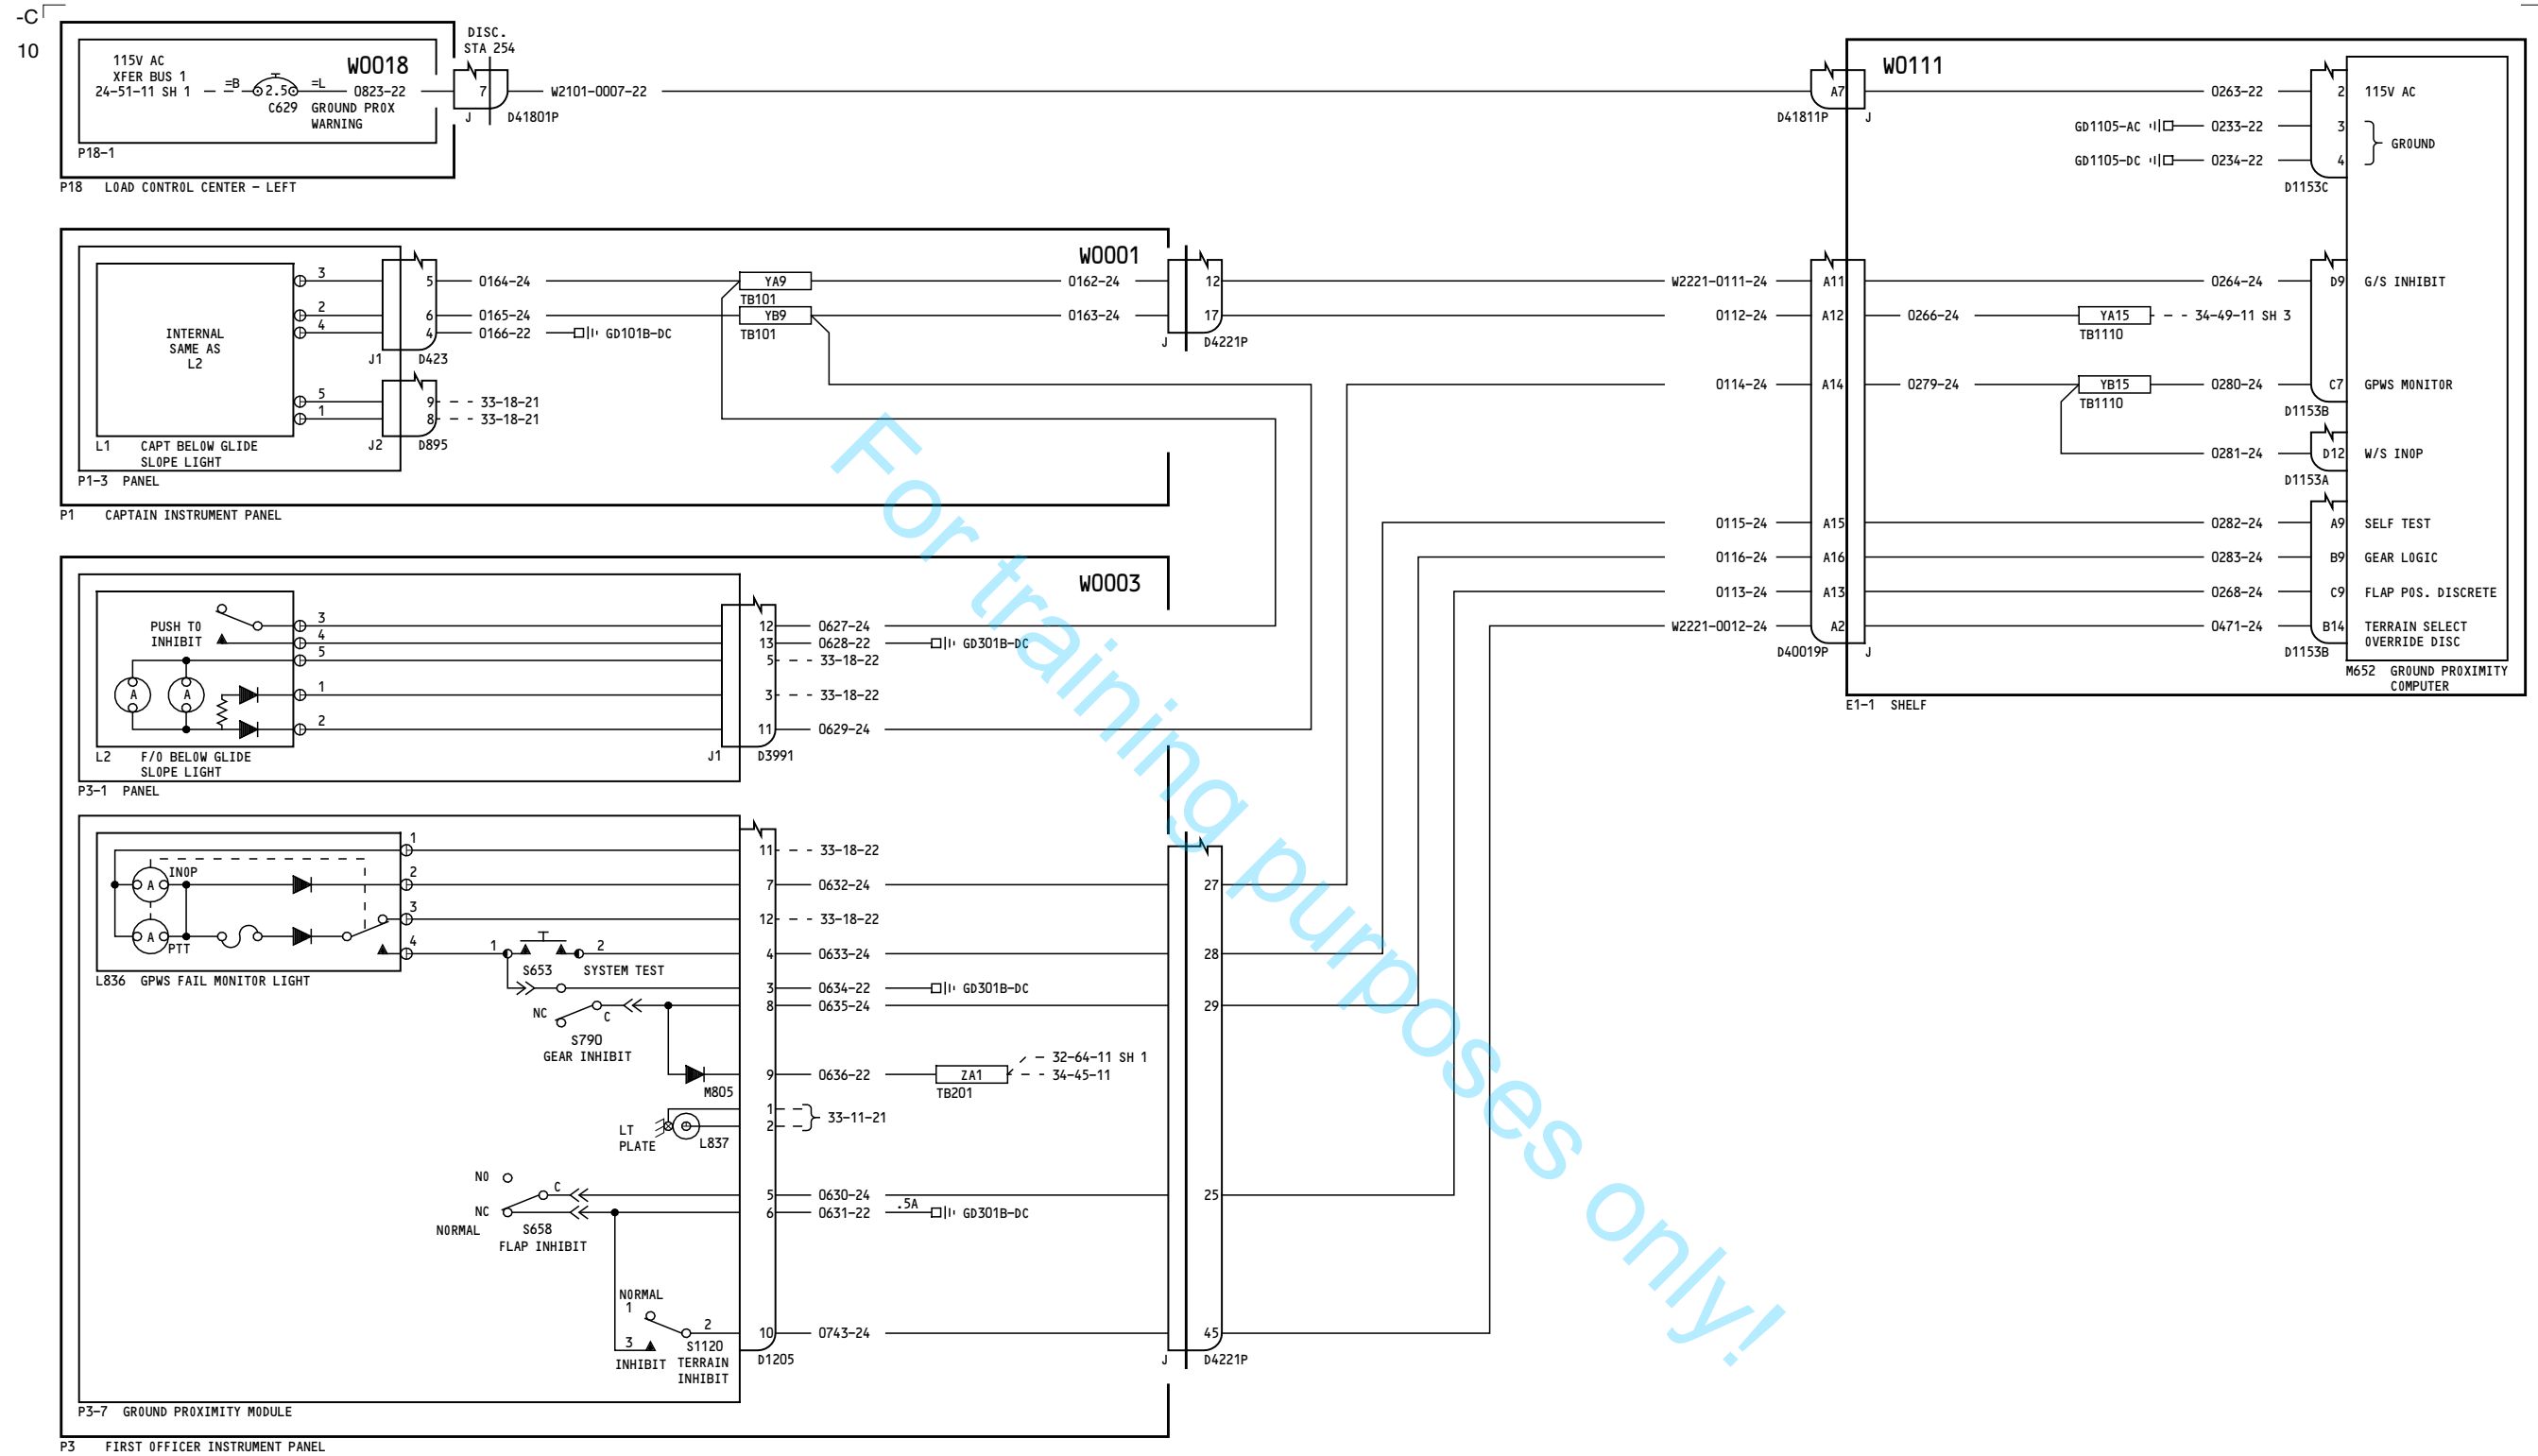 -C
10
115V AC
XFER BUS 1
24-51-11 SH 1
=B
2.5
=L
C629
GROUND PROX
WARNING
W0018
0823-22
P18-1
P18 LOAD CONTROL CENTER - LEFT
DISC.
STA 254
7
J
D41801P
W2101-0007-22
D41811P
A7
J
W0111
0263-22
2
115V AC
GD1105-AC
0233-22
3
GROUND
GD1105-DC
0234-22
4
D1153C
INTERNAL
SAME AS
L2
3
2
4
5
1
L1 CAPT BELOW GLIDE
SLOPE LIGHT
P1-3 PANEL
P1 CAPTAIN INSTRUMENT PANEL
5
6
4
J1
D423
9
8
J2
D895
33-18-21
33-18-21
0164-24
0165-24
0166-22
GD101B-DC
YA9
TB101
YB9
TB101
W0001
0162-24
0163-24
12
17
J
D4221P
W2221-0111-24
A11
0264-24
D9
G/S INHIBIT
0112-24
A12
0266-24
YA15
TB1110
34-49-11 SH 3
0114-24
A14
0279-24
YB15
TB1110
0280-24
C7
GPWS MONITOR
D1153B
0281-24
D12
W/S INOP
D1153A
0115-24
A15
0282-24
A9
SELF TEST
0116-24
A16
0283-24
B9
GEAR LOGIC
0113-24
A13
0268-24
C9
FLAP POS. DISCRETE
W2221-0012-24
A2
0471-24
B14
TERRAIN SELECT
OVERRIDE DISC
D40019P
J
D1153B
M652 GROUND PROXIMITY
COMPUTER
E1-1 SHELF
W0003
PUSH TO
INHIBIT
A
A
3
4
5
1
2
L2 F/O BELOW GLIDE
SLOPE LIGHT
P3-1 PANEL
12
0627-24
13
0628-22
GD301B-DC
5
33-18-22
3
33-18-22
11
0629-24
J1
D3991
INOP
A
A
PTT
1
2
3
4
L836 GPWS FAIL MONITOR LIGHT
11
33-18-22
7
0632-24
27
12
33-18-22
1
2
S653
SYSTEM TEST
4
0633-24
28
3
0634-22
GD301B-DC
NC
C
S790
GEAR INHIBIT
8
0635-24
29
M805
9
0636-22
ZA1
TB201
32-64-11 SH 1
34-45-11
LT
PLATE
L837
1
2
33-11-21
NO
C
NC
NORMAL
S658
FLAP INHIBIT
5
0630-24
25
6
0631-22
.5A
GD301B-DC
NORMAL
1
2
3
INHIBIT
S1120
TERRAIN
INHIBIT
10
0743-24
45
D1205
J
D4221P
P3-7 GROUND PROXIMITY MODULE
P3 FIRST OFFICER INSTRUMENT PANEL
For training purposes only!